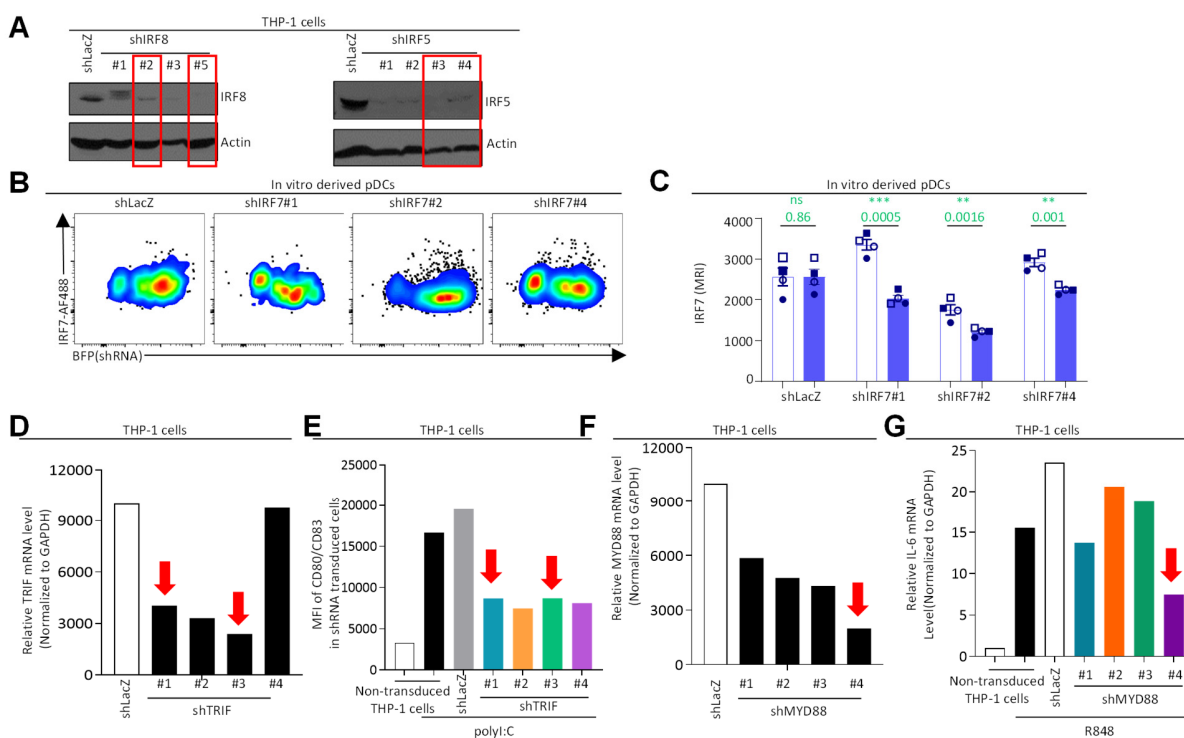 A
THP-1 cells
shLacZ
shIRF8
#1 #2 #3 #5
IRF8
Actin
shLacZ
shIRF5
#1 #2 #3 #4
IRF5
Actin
B
In vitro derived pDCs
shLacZ shIRF7#1 shIRF7#2 shIRF7#4
IRF7-AF488
BFP(shRNA)
C
In vitro derived pDCs
ns *** ** **
0.86 0.0005 0.0016 0.001
IRF7 (MRI)
4000
3000
2000
1000
0
shLacZ shIRF7#1 shIRF7#2 shIRF7#4
D
THP-1 cells
Relative TRIF mRNA level
(Normalized to GAPDH)
12000
9000
6000
3000
0
shLacZ
#1 #2 #3 #4
shTRIF
E
THP-1 cells
MFI of CD80/CD83
in shRNA transduced cells
25000
20000
15000
10000
5000
0
Non-transduced
THP-1 cells
shLacZ
#1 #2 #3 #4
shTRIF
polyI:C
F
THP-1 cells
Relative MYD88 mRNA level
(Normalized to GAPDH)
12000
9000
6000
3000
0
shLacZ
#1 #2 #3 #4
shMYD88
G
THP-1 cells
Relative IL-6 mRNA
Level(Normalized to GAPDH)
25
20
15
10
5
0
Non-transduced
THP-1 cells
shLacZ
#1 #2 #3 #4
shMYD88
R848